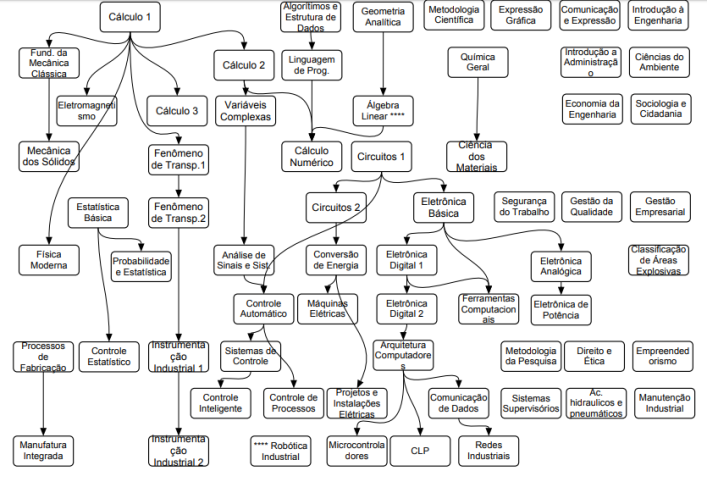 Cálculo 1
Algorítimos e
Estrutura de
Dados
Geometria
Analítica
Metodologia
Científica
Expressão
Gráfica
Comunicação
e Expressão
Introdução à
Engenharia
Fund. da
Mecânica
Clássica
Cálculo 2
Linguagem
de Prog.
Química
Geral
Introdução a
Administraçã
o
Ciências do
Ambiente
Eletromagneti
smo
Cálculo 3
Variáveis
Complexas
Álgebra
Linear ****
Economia da
Engenharia
Sociologia e
Cidadania
Mecânica
dos Sólidos
Fenômeno
de Transp.1
Cálculo
Numérico
Circuitos 1
Ciência
dos
Materiais
Estatística
Básica
Fenômeno
de Transp.2
Circuitos 2
Eletrônica
Básica
Segurança
do Trabalho
Gestão da
Qualidade
Gestão
Empresarial
Física
Moderna
Probabilidade
e Estatística
Análise de
Sinais e Sist.
Conversão
de Energia
Eletrônica
Digital 1
Eletrônica
Analógica
Classificação
de Áreas
Explosivas
Controle
Automático
Máquinas
Elétricas
Eletrônica
Digital 2
Ferramentas
Computacion
ais
Eletrônica de
Potência
Processos
de
Fabricação
Controle
Estatístico
Instrumenta
ção
Industrial 1
Sistemas de
Controle
Arquitetura
Computadore
s
Metodologia
da Pesquisa
Direito e
Ética
Empreended
orismo
Controle
Inteligente
Controle de
Processos
Projetos e
Instalações
Elétricas
Comunicação
de Dados
Sistemas
Supervisórios
Ac.
hidraulicos e
pneumáticos
Manutenção
Industrial
Manufatura
Integrada
Instrumenta
ção
Industrial 2
**** Robótica
Industrial
Microcontrola
dores
CLP
Redes
Industriais